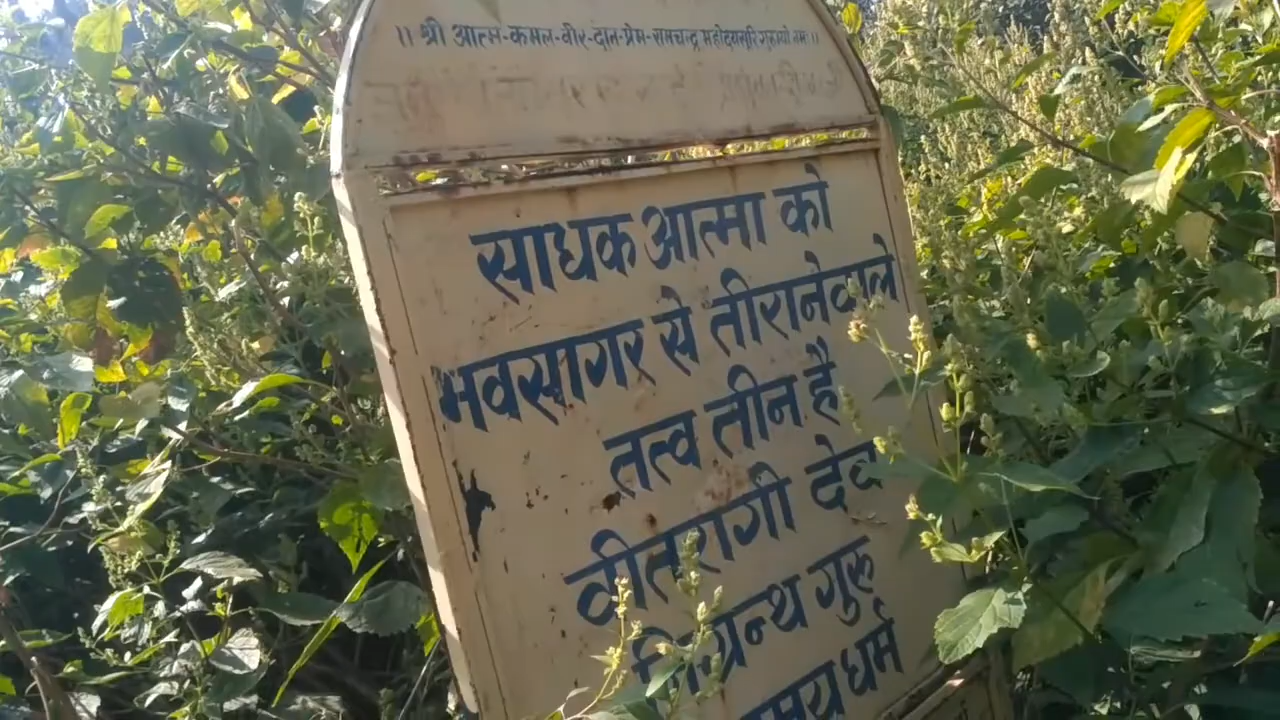 ॥ श्री आत्म-कमल-वीर-दान-प्रेम-रामचन्द्र महोदयसूरि गुरुभ्यो नमः ॥
साधक आत्मा को
भवसागर से तीरानेवाले
तत्व तीन है
वीतरागी देव
निग्रन्थ गुरू
धर्म